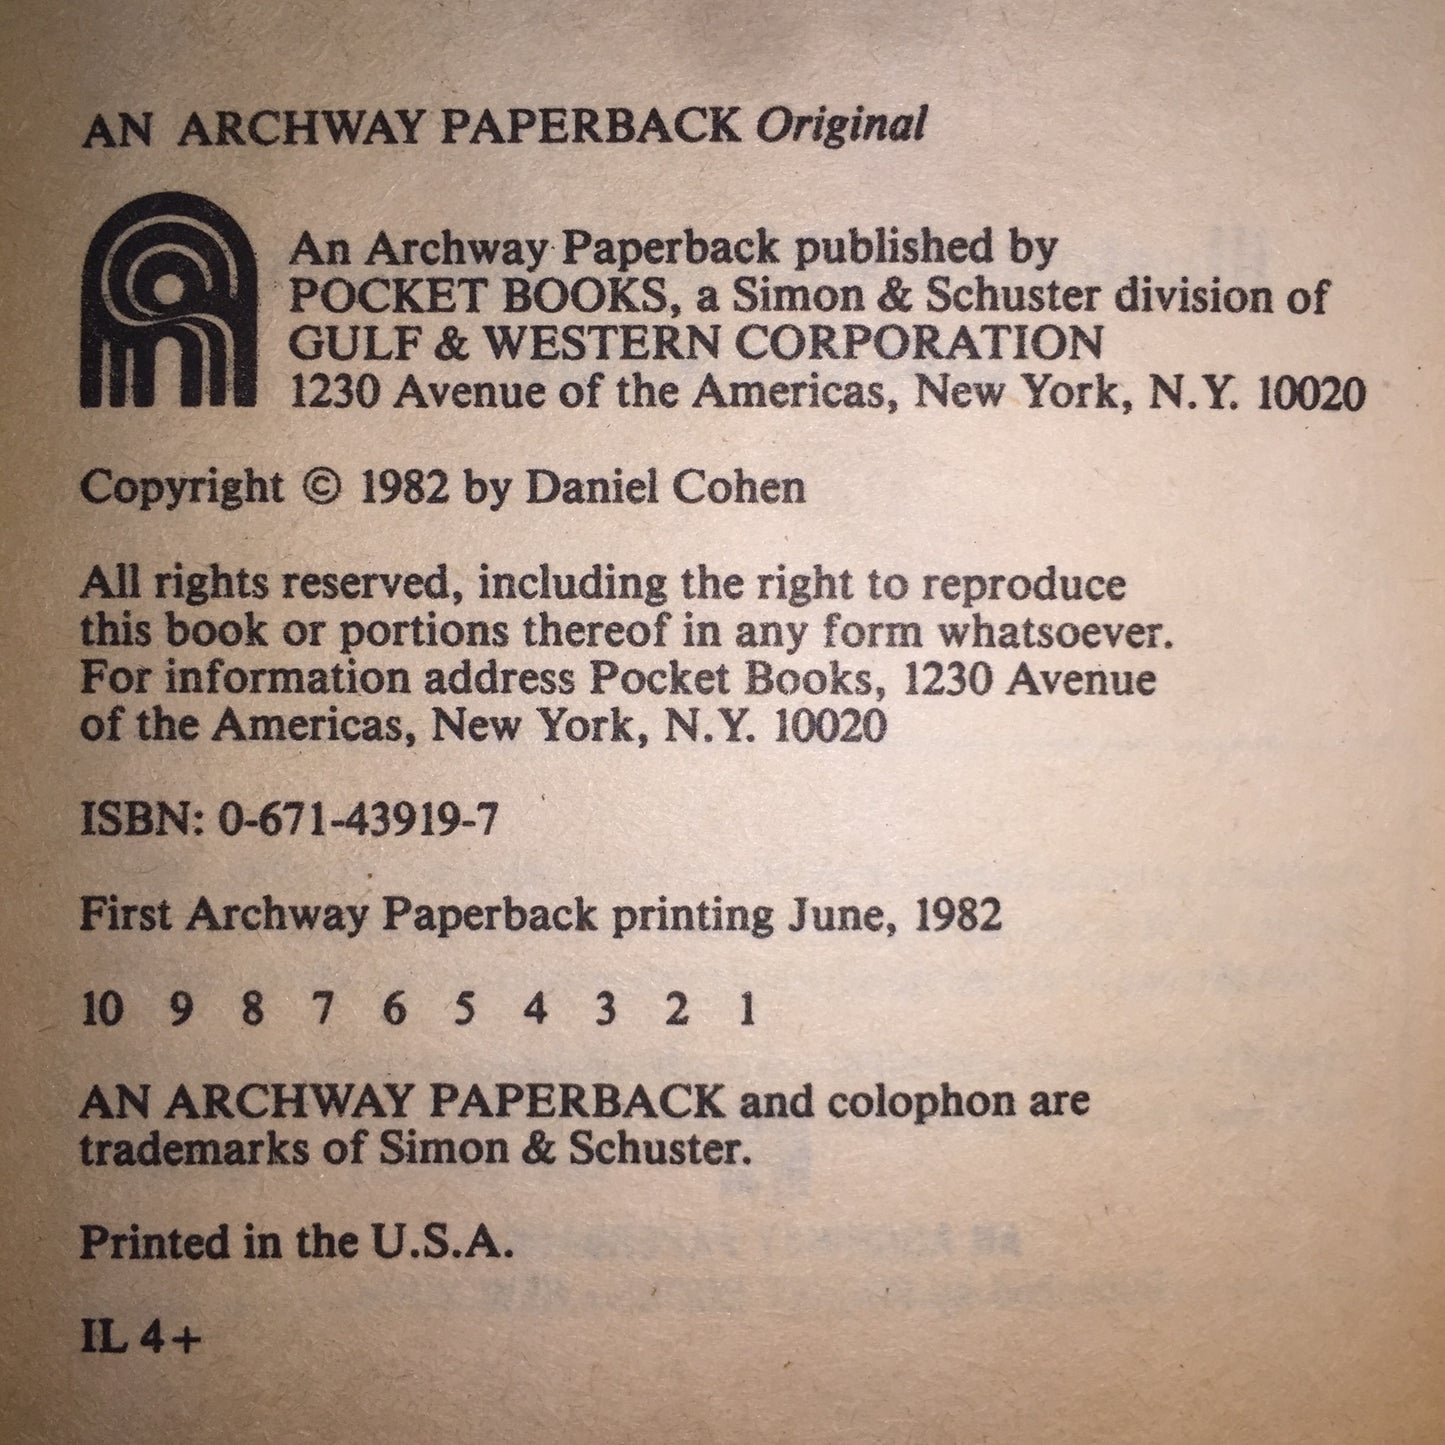 AN ARCHWAY PAPERBACK Original
An Archway Paperback published by
POCKET BOOKS, a Simon & Schuster division of
GULF & WESTERN CORPORATION
1230 Avenue of the Americas, New York, N.Y. 10020
Copyright © 1982 by Daniel Cohen
All rights reserved, including the right to reproduce
this book or portions thereof in any form whatsoever.
For information address Pocket Books, 1230 Avenue
of the Americas, New York, N.Y. 10020
ISBN: 0-671-43919-7
First Archway Paperback printing June, 1982
10 9 8 7 6 5 4 3 2 1
AN ARCHWAY PAPERBACK and colophon are
trademarks of Simon & Schuster.
Printed in the U.S.A.
IL 4+